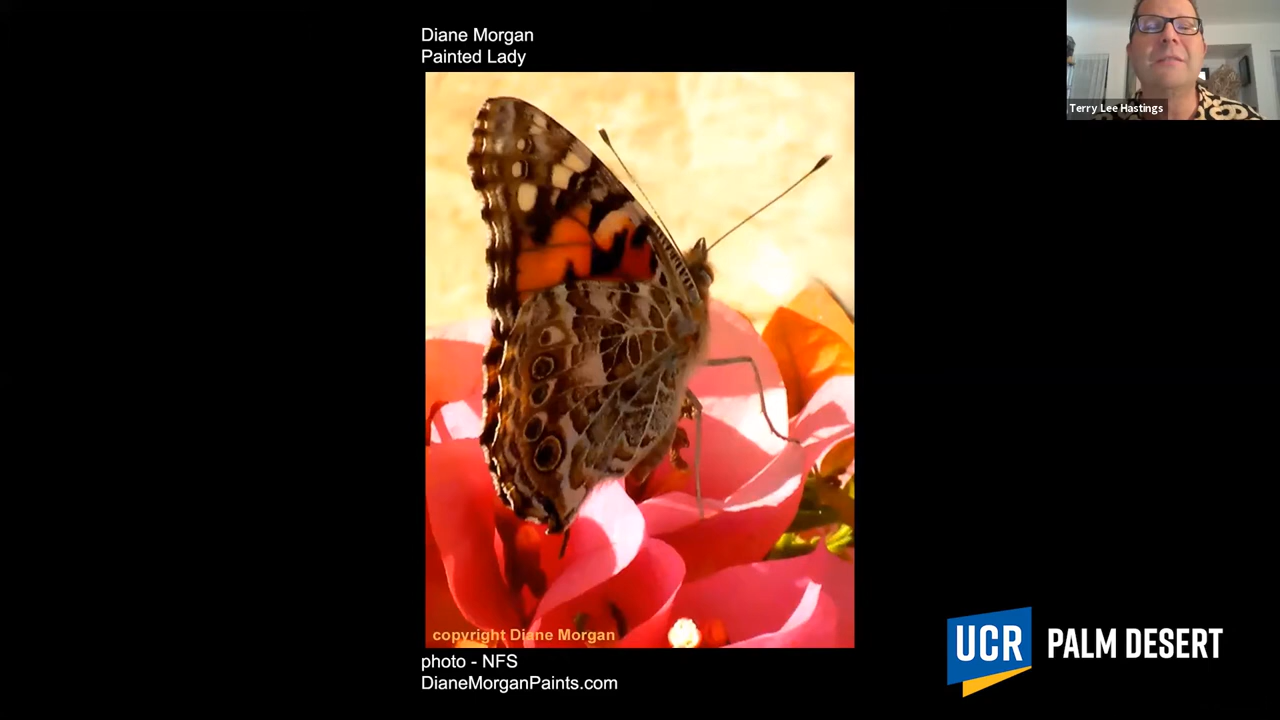 Diane Morgan
Painted Lady
Terry Lee Hastings
copyright Diane Morgan
photo - NFS
DianeMorganPaints.com
UCR PALM DESERT